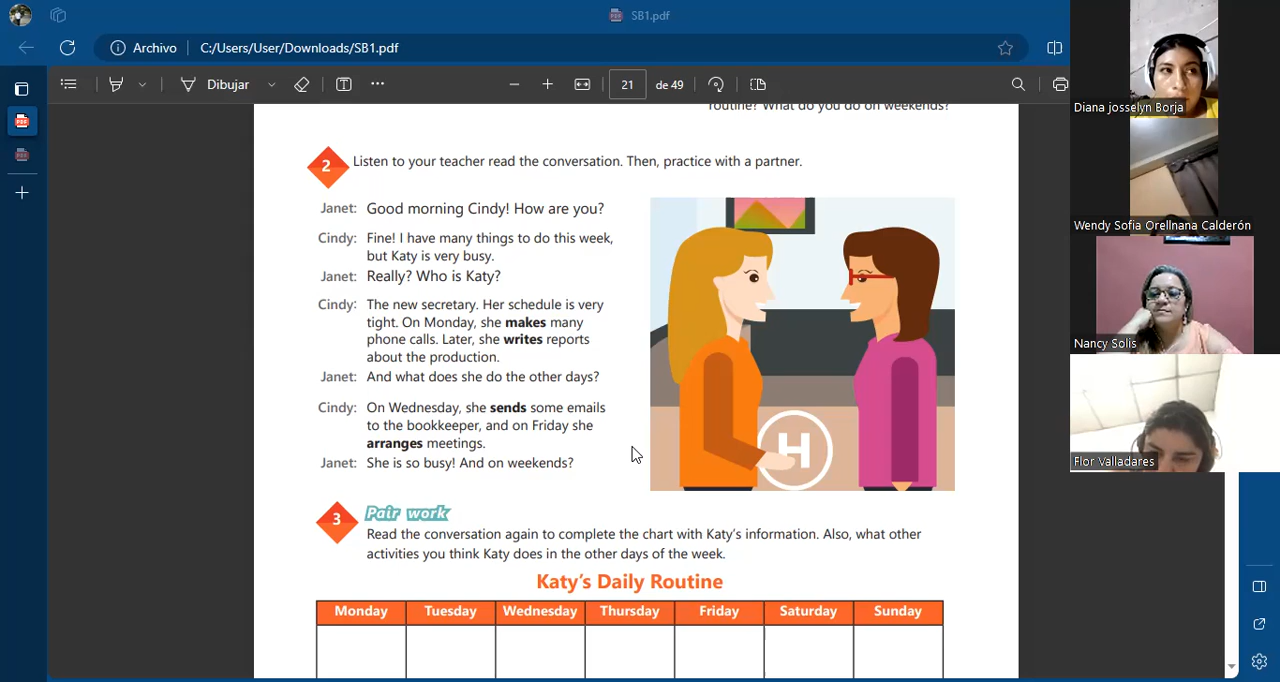 SB1.pdf
Archivo
C:/Users/User/Downloads/SB1.pdf
Dibujar
21
de 49
routine? What do you do on weekends?
2
Listen to your teacher read the conversation. Then, practice with a partner.
Janet: Good morning Cindy! How are you?
Cindy: Fine! I have many things to do this week,
but Katy is very busy.
Janet: Really? Who is Katy?
Cindy: The new secretary. Her schedule is very
tight. On Monday, she makes many
phone calls. Later, she writes reports
about the production.
Janet: And what does she do the other days?
Cindy: On Wednesday, she sends some emails
to the bookkeeper, and on Friday she
arranges meetings.
Janet: She is so busy! And on weekends?
H
3
Pair work
Read the conversation again to complete the chart with Katy's information. Also, what other
activities you think Katy does in the other days of the week.
Katy's Daily Routine
Monday Tuesday Wednesday Thursday Friday Saturday Sunday
Diana josselyn Borja
Wendy Sofia Orellnana Calderón
Nancy Solis
Flor Valladares